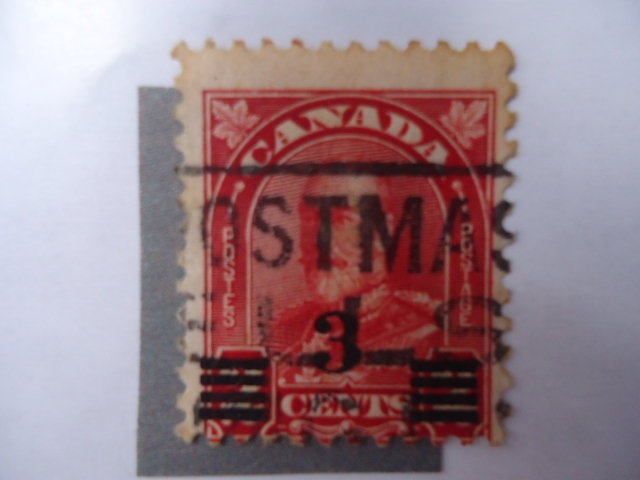 CANADA
POSTES
POSTAGE
OSTMAS
3
CENTS